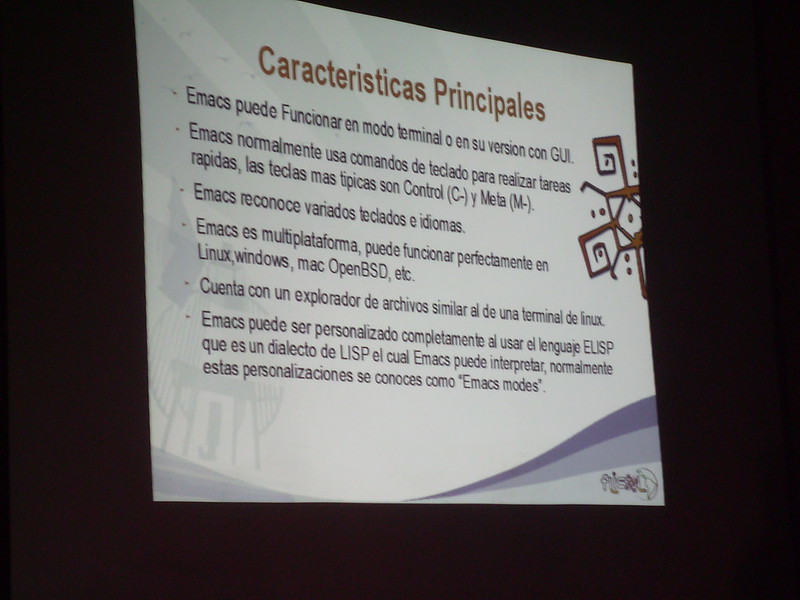 Caracteristicas Principales
- Emacs puede Funcionar en modo terminal o en su version con GUI.
- Emacs normalmente usa comandos de teclado para realizar tareas
rapidas, las teclas mas tipicas son Control (C-) y Meta (M-).
- Emacs reconoce variados teclados e idiomas.
- Emacs es multiplataforma, puede funcionar perfectamente en
Linux,windows, mac OpenBSD, etc.
- Cuenta con un explorador de archivos similar al de una terminal de linux.
- Emacs puede ser personalizado completamente al usar el lenguaje ELISP
que es un dialecto de LISP el cual Emacs puede interpretar, normalmente
estas personalizaciones se conoces como "Emacs modes".